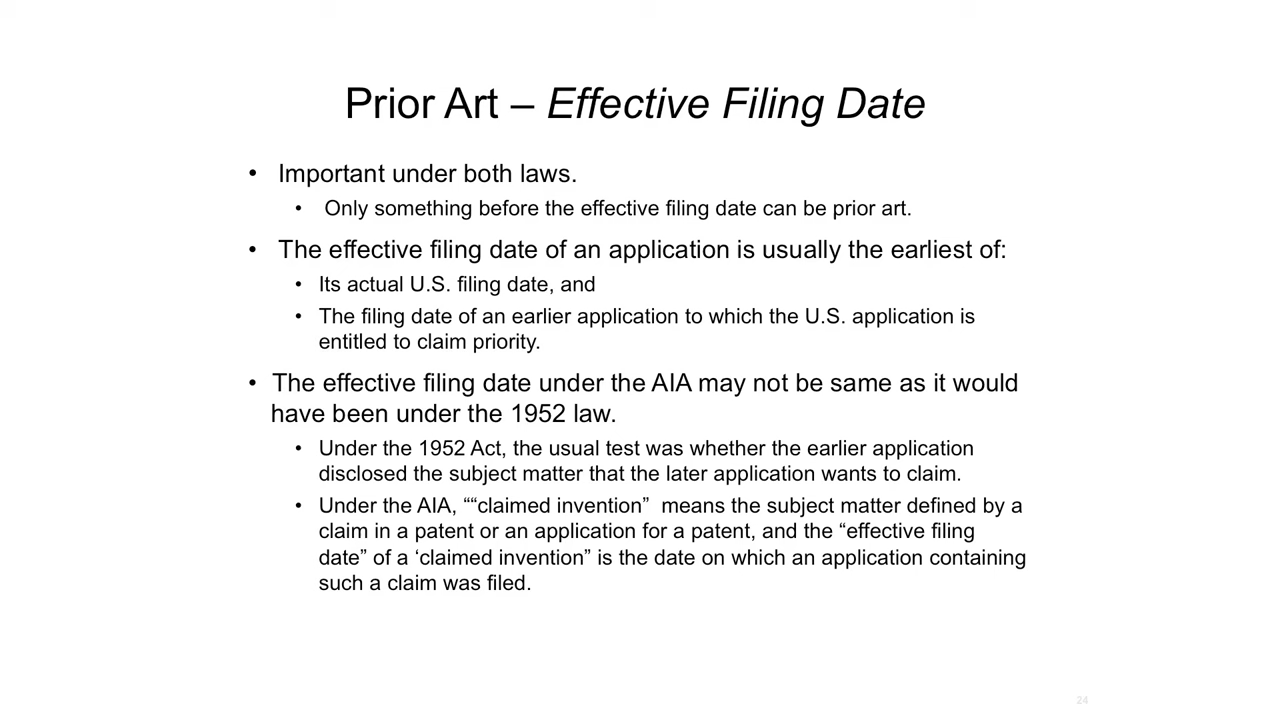 Prior Art – Effective Filing Date
• Important under both laws.
• Only something before the effective filing date can be prior art.
• The effective filing date of an application is usually the earliest of:
• Its actual U.S. filing date, and
• The filing date of an earlier application to which the U.S. application is
entitled to claim priority.
• The effective filing date under the AIA may not be same as it would
have been under the 1952 law.
• Under the 1952 Act, the usual test was whether the earlier application
disclosed the subject matter that the later application wants to claim.
• Under the AIA, ““claimed invention”  means the subject matter defined by a
claim in a patent or an application for a patent, and the “effective filing
date” of a ‘claimed invention” is the date on which an application containing
such a claim was filed.
24